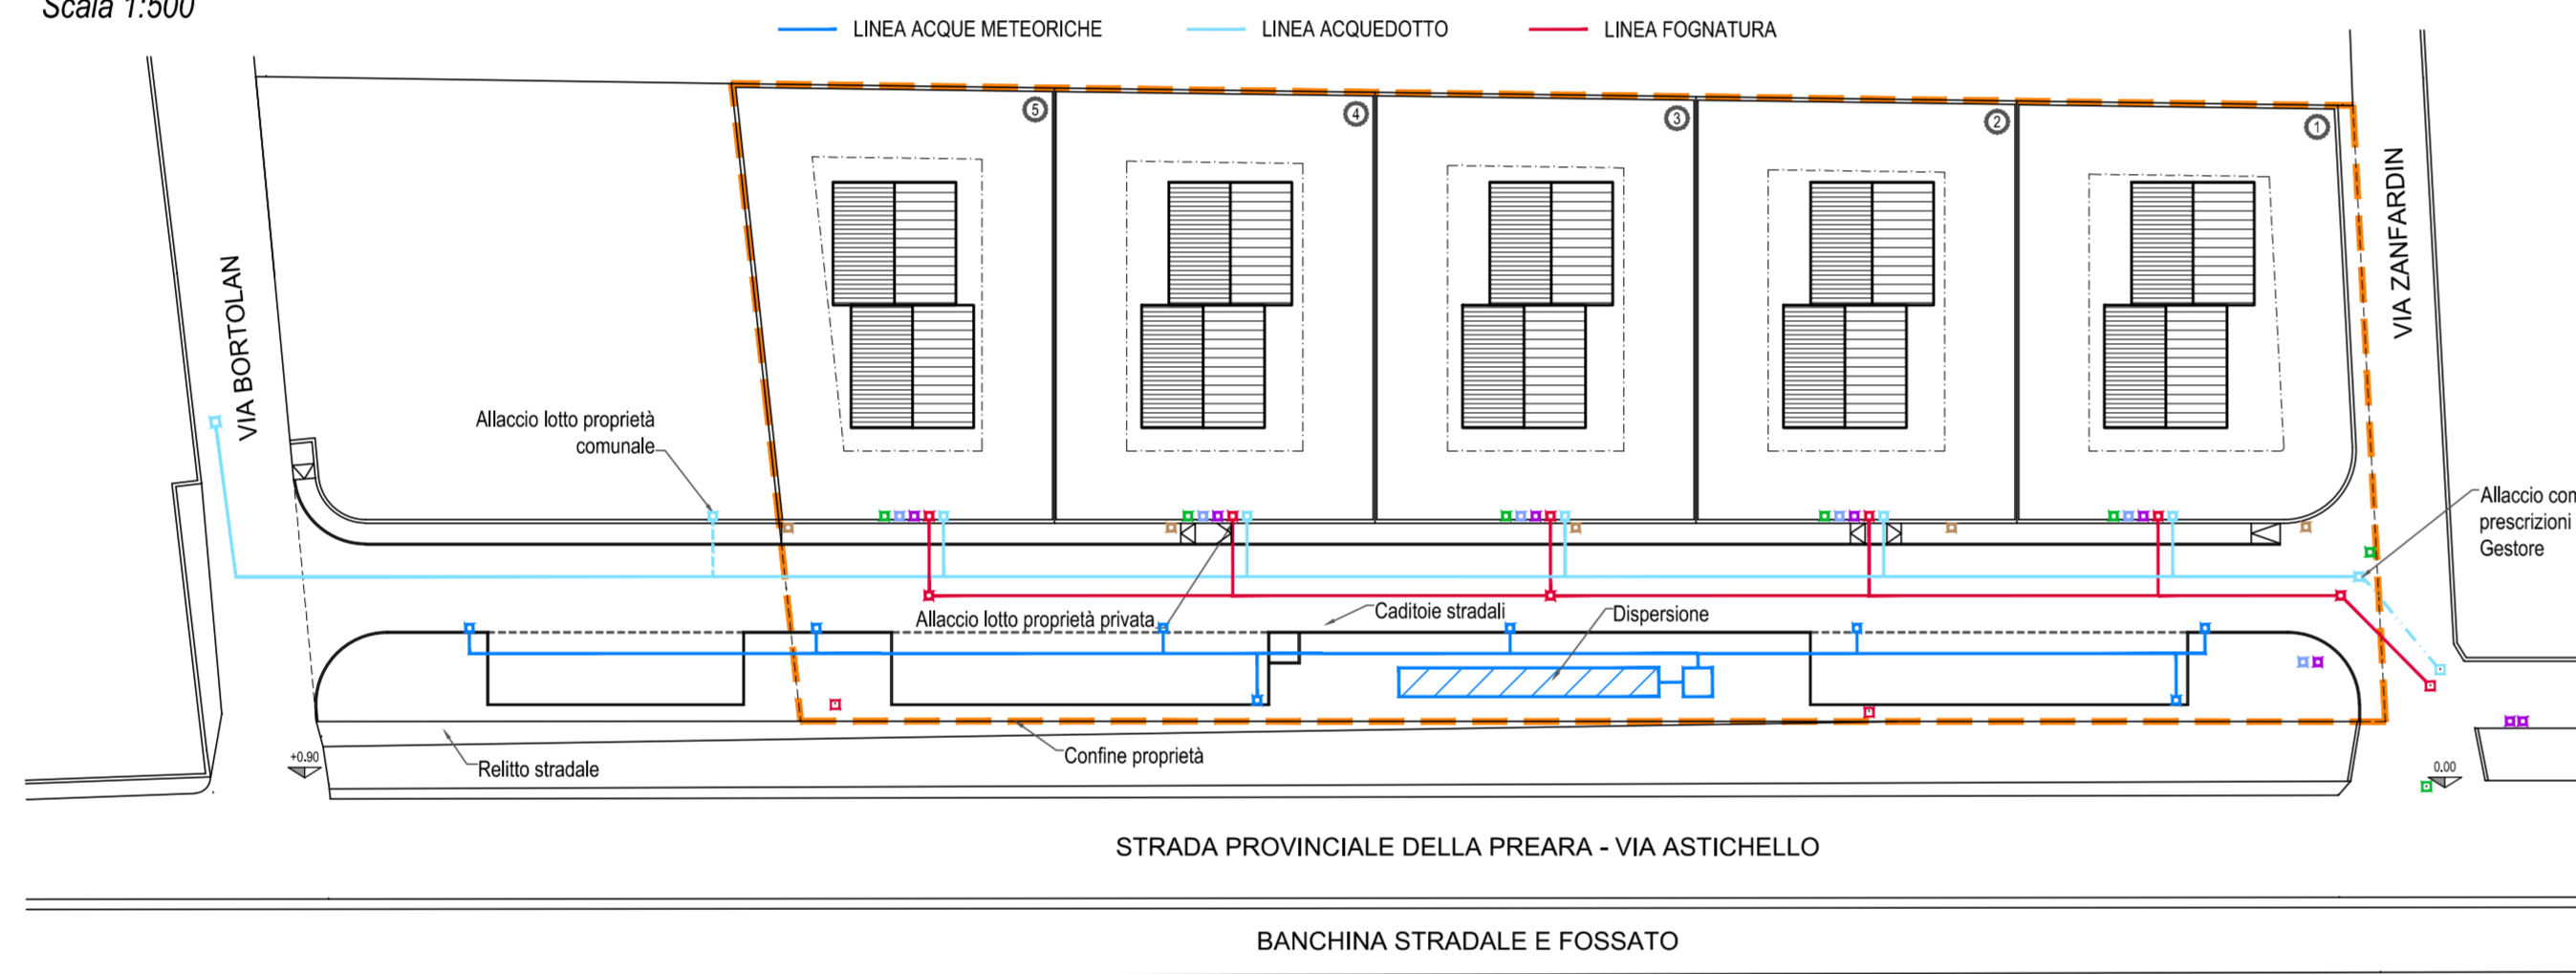 Scala 1:500
LINEA ACQUE METEORICHE
LINEA ACQUEDOTTO
LINEA FOGNATURA
5
4
3
2
1
VIA BORTOLAN
VIA ZANFARDIN
Allaccio lotto proprietà
comunale
Allaccio con
prescrizioni
Gestore
Allaccio lotto proprietà privata
Caditoie stradali
Dispersione
Relitto stradale
Confine proprietà
+0.90
0.00
STRADA PROVINCIALE DELLA PREARA - VIA ASTICHELLO
BANCHINA STRADALE E FOSSATO